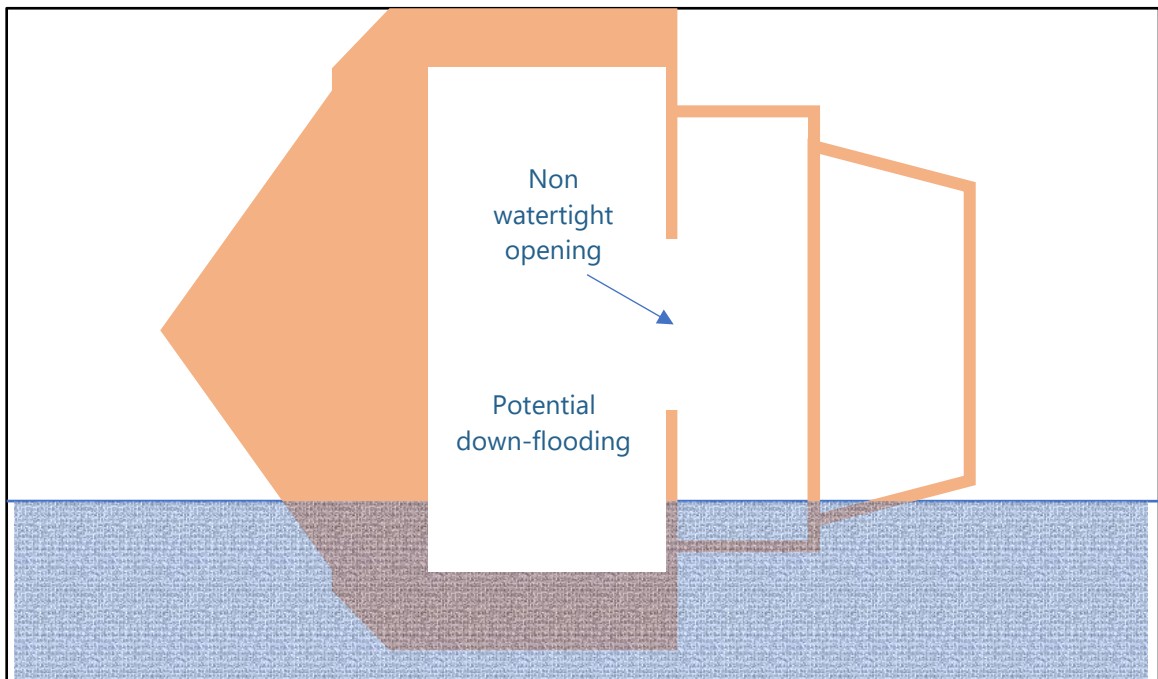 Non
watertight
opening
Potential
down-flooding